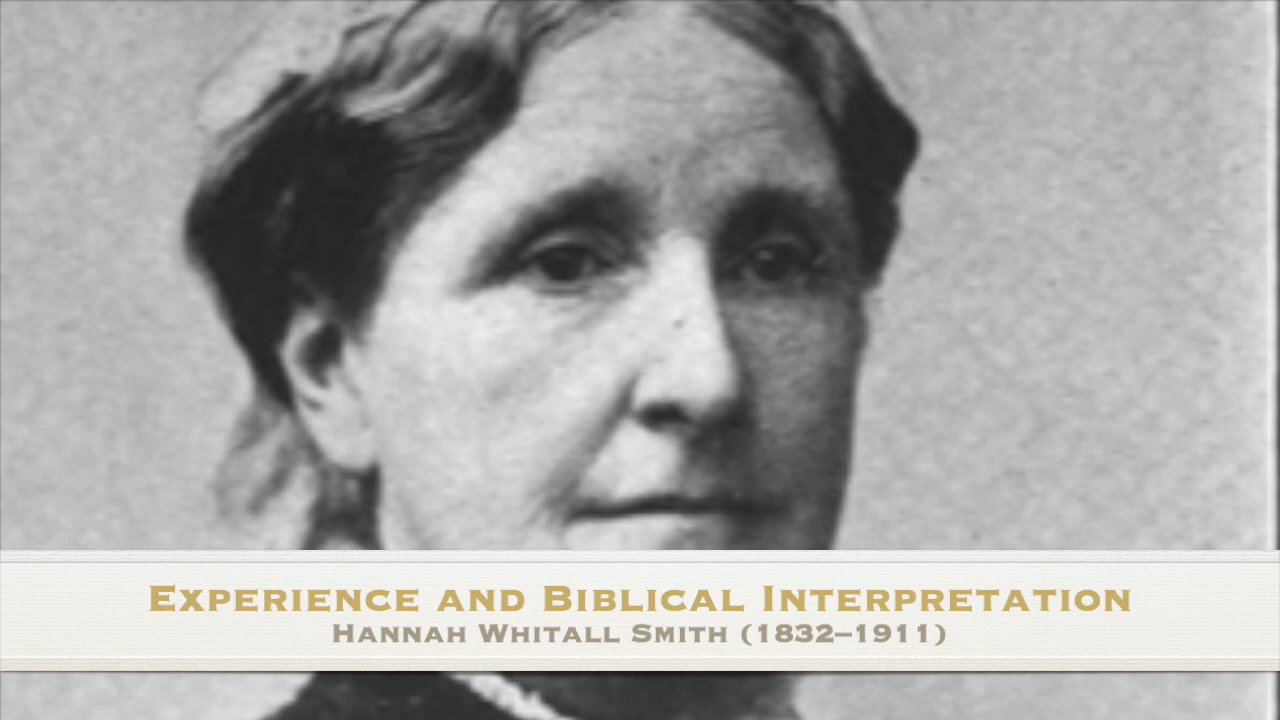 Experience and Biblical Interpretation
Hannah Whitall Smith (1832–1911)